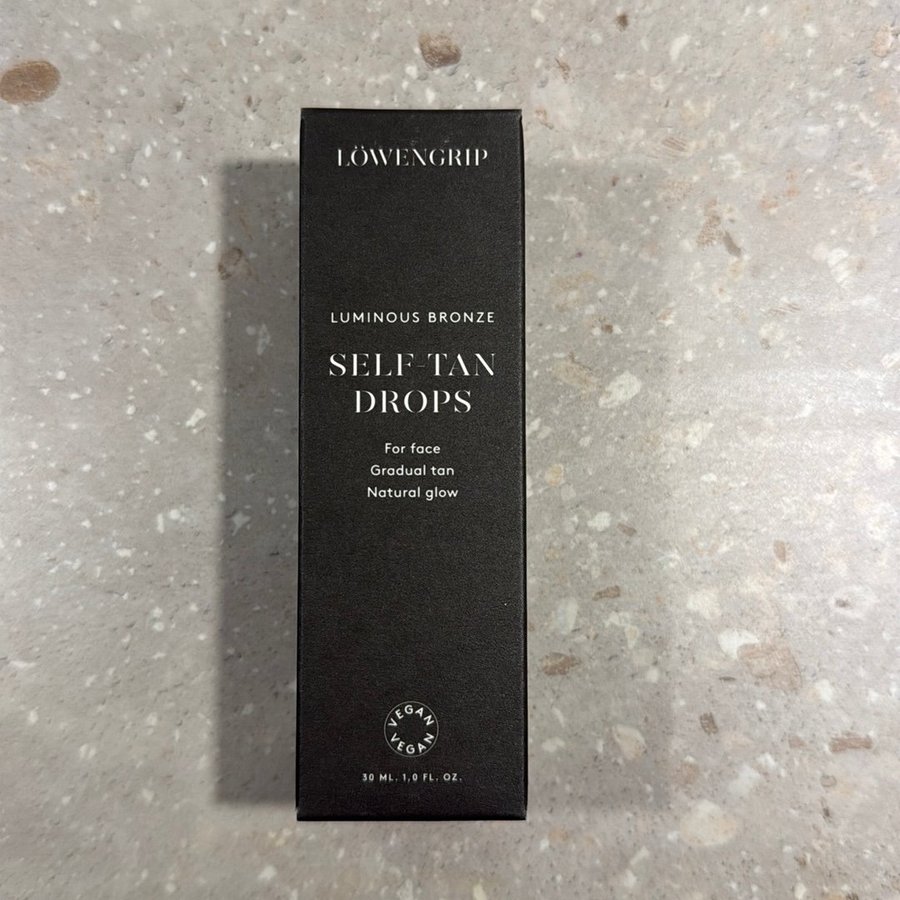 LÖWENGRIP
LUMINOUS BRONZE
SELF-TAN
DROPS
For face
Gradual tan
Natural glow
VEGAN
VEGAN
30 ML. 1,0 FL. OZ.